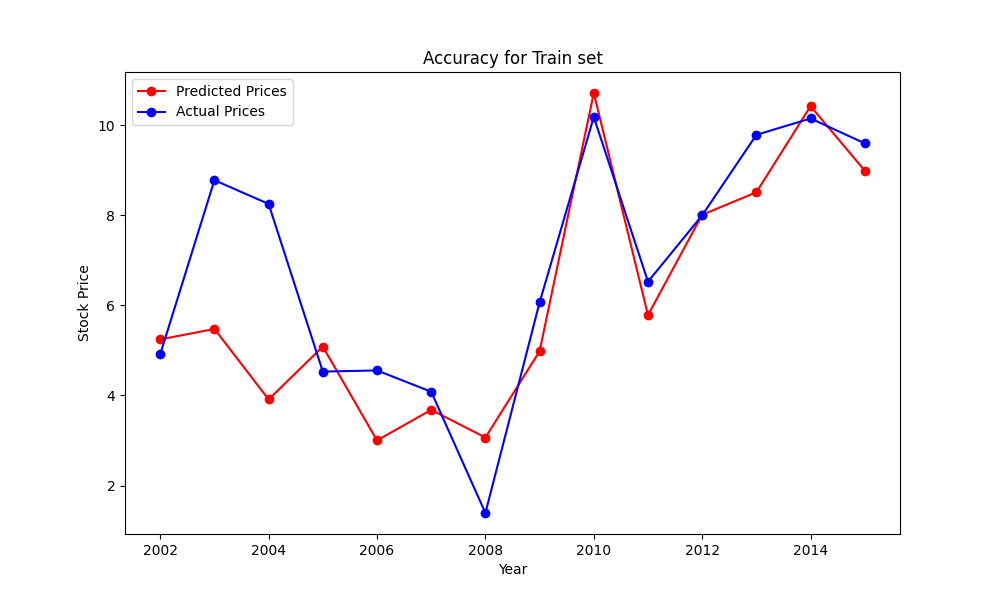 Accuracy for Train set
Predicted Prices
Actual Prices
10
8
6
4
2
Stock Price
2002 2004 2006 2008 2010 2012 2014
Year